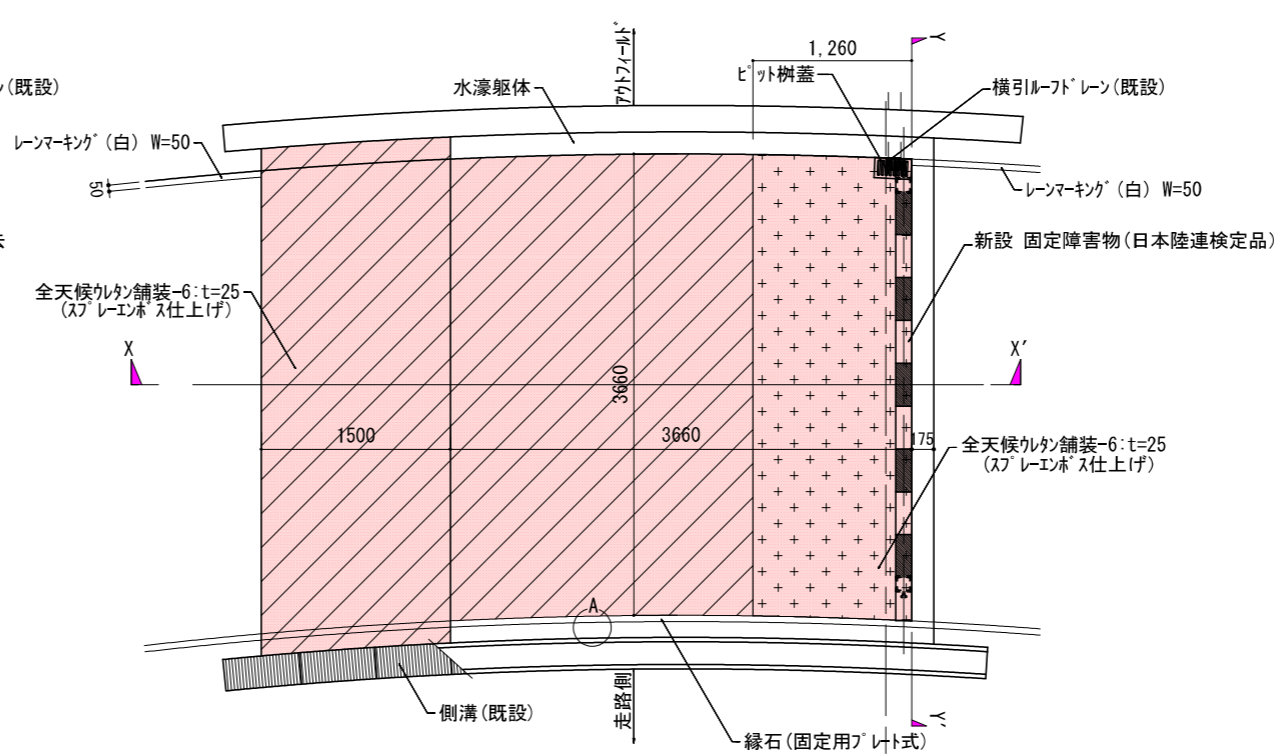 アウトフィールド
Y
1,260
ピット桝蓋
(既設)
水濠躯体
横引ルーフドレーン(既設)
レーンマーキング(白) W=50
50
レーンマーキング(白) W=50
新設 固定障害物(日本陸連検定品)
全天候ウレタン舗装-6:t=25
(スプレーエンボス仕上げ)
X
X′
3660
1500
3660
175
全天候ウレタン舗装-6:t=25
(スプレーエンボス仕上げ)
A
側溝(既設)
走路側
Y′
縁石(固定用プレート式)